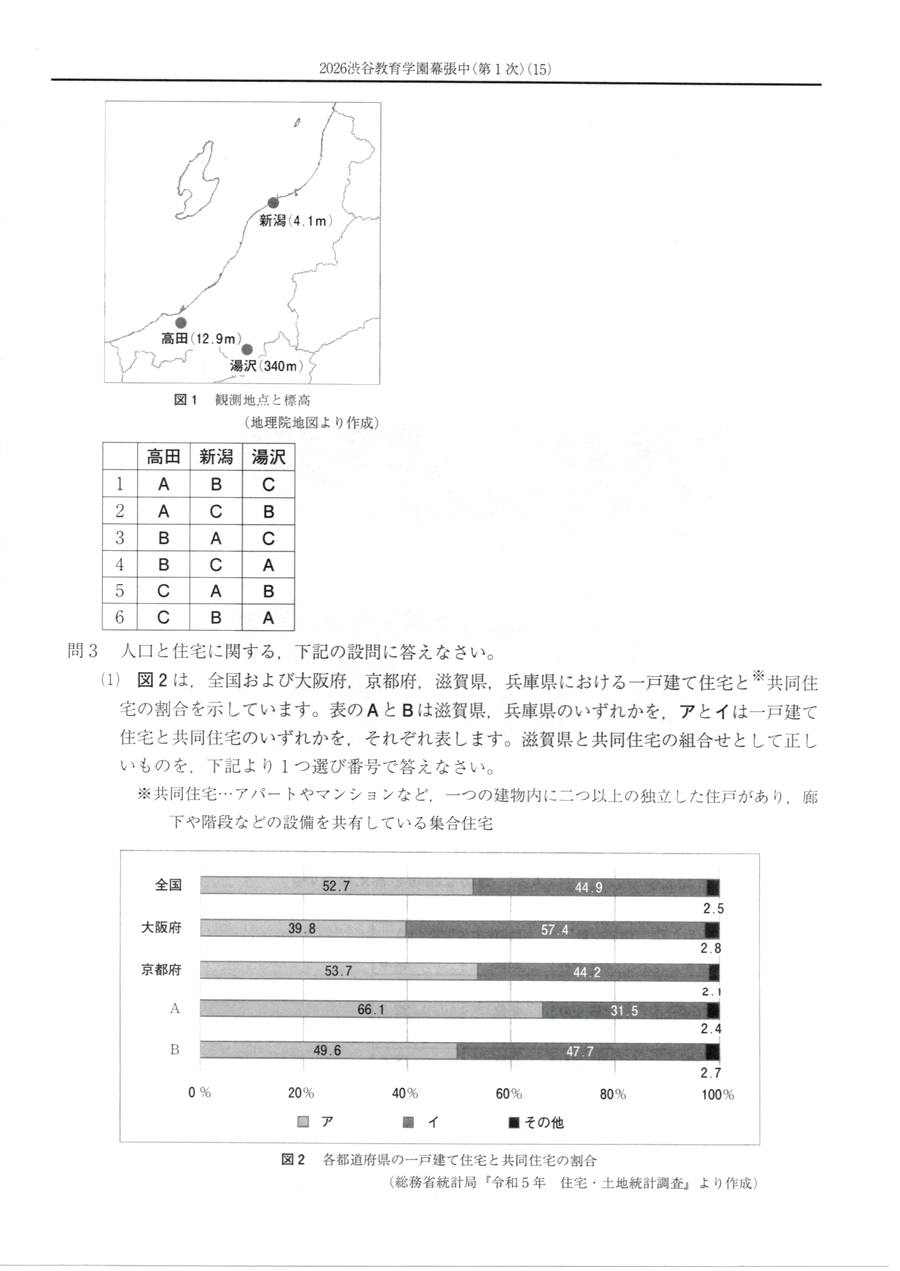 2026渋谷教育学園幕張中〈第1次〉(15)
新潟(4.1m)
高田(12.9m)
湯沢(340m)
図1　観測地点と標高
(地理院地図より作成)
高田 新潟 湯沢
1 A B C
2 A C B
3 B A C
4 B C A
5 C A B
6 C B A
問3　人口と住宅に関する，下記の設問に答えなさい。
(1)　図2は，全国および大阪府，京都府，滋賀県，兵庫県における一戸建て住宅と※共同住
宅の割合を示しています。表のAとBは滋賀県，兵庫県のいずれかを，アとイは一戸建て
住宅と共同住宅のいずれかを，それぞれ表します。滋賀県と共同住宅の組合せとして正し
いものを，下記より1つ選び番号で答えなさい。
※共同住宅…アパートやマンションなど，一つの建物内に二つ以上の独立した住戸があり，廊
下や階段などの設備を共有している集合住宅
全国 52.7 44.9 2.5
大阪府 39.8 57.4 2.8
京都府 53.7 44.2 2.1
A 66.1 31.5 2.4
B 49.6 47.7 2.7
0% 20% 40% 60% 80% 100%
ア イ その他
図2　各都道府県の一戸建て住宅と共同住宅の割合
(総務省統計局『令和5年　住宅・土地統計調査』より作成)